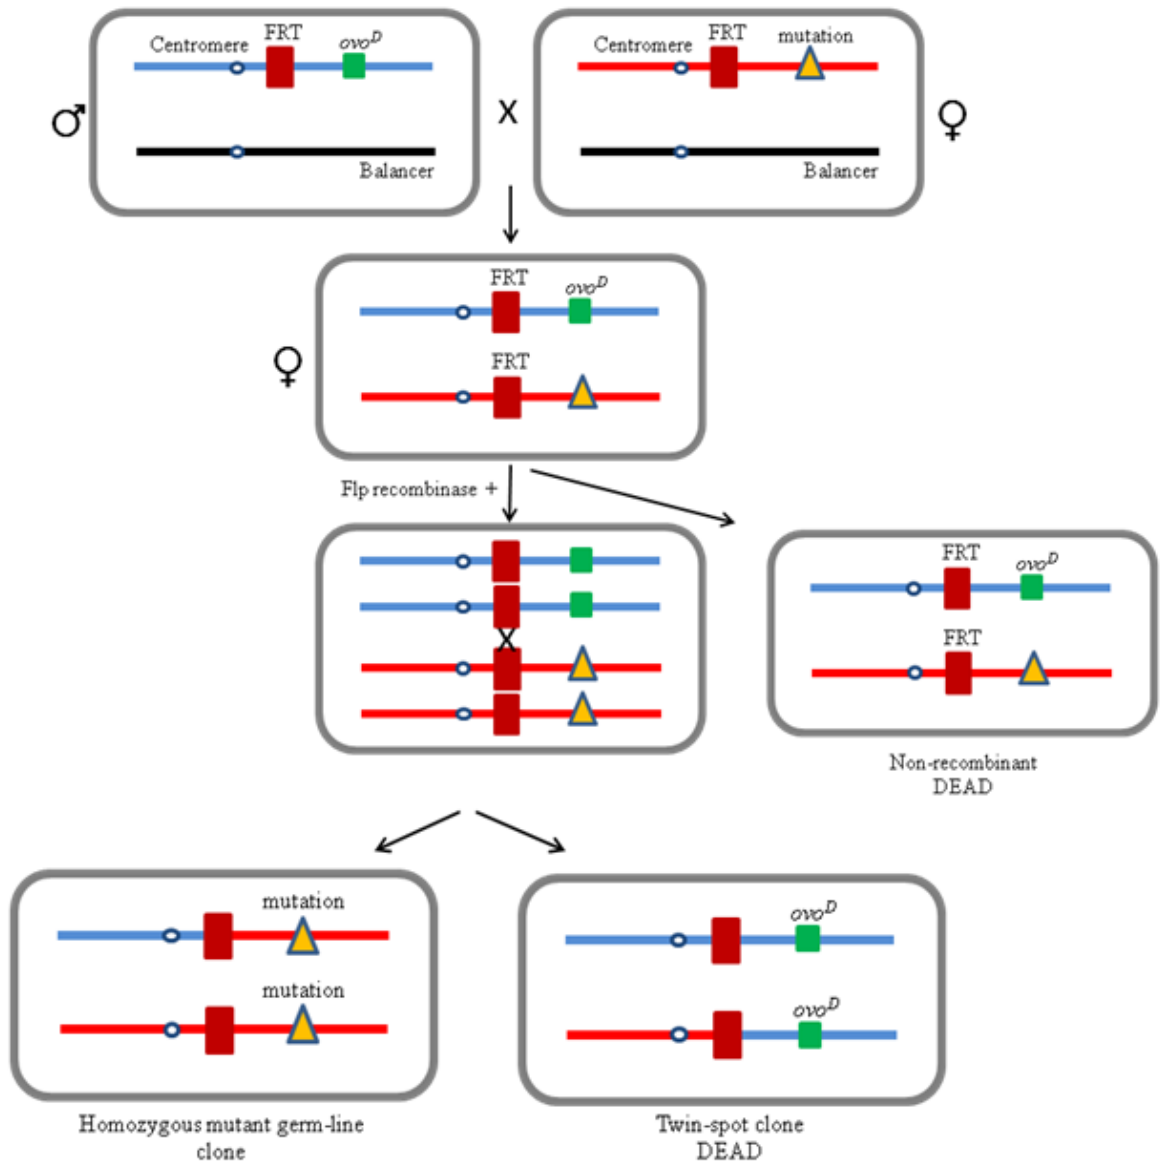 Centromere FRT ovoD
Balancer
X
Centromere FRT mutation
Balancer
FRT ovoD
FRT
Flp recombinase +
X
FRT ovoD
FRT
Non-recombinant
DEAD
mutation
mutation
Homozygous mutant germ-line
clone
ovoD
ovoD
Twin-spot clone
DEAD